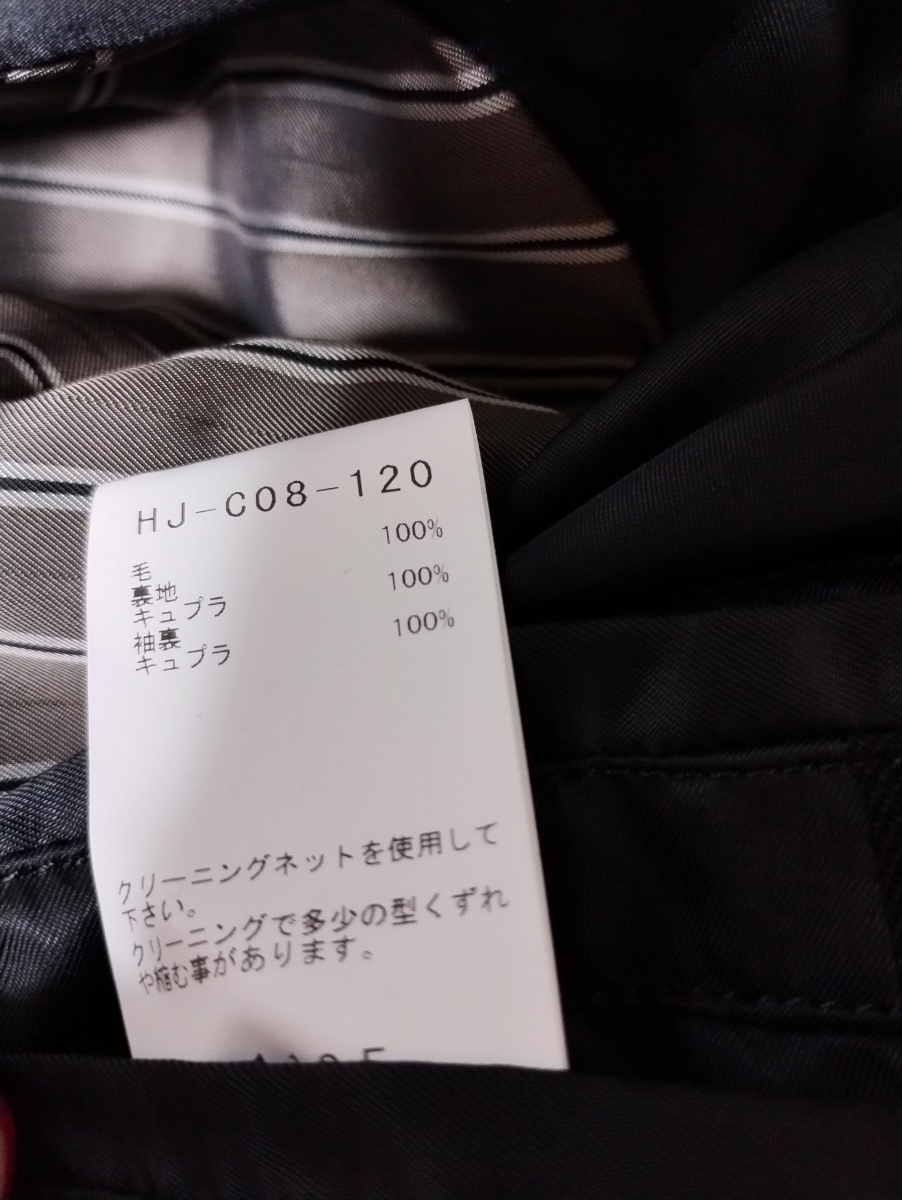 HJ-C08-120
毛 100%
裏地
キュプラ 100%
袖裏
キュプラ 100%
クリーニングネットを使用して
下さい。
クリーニングで多少の型くずれ
や縮む事があります。